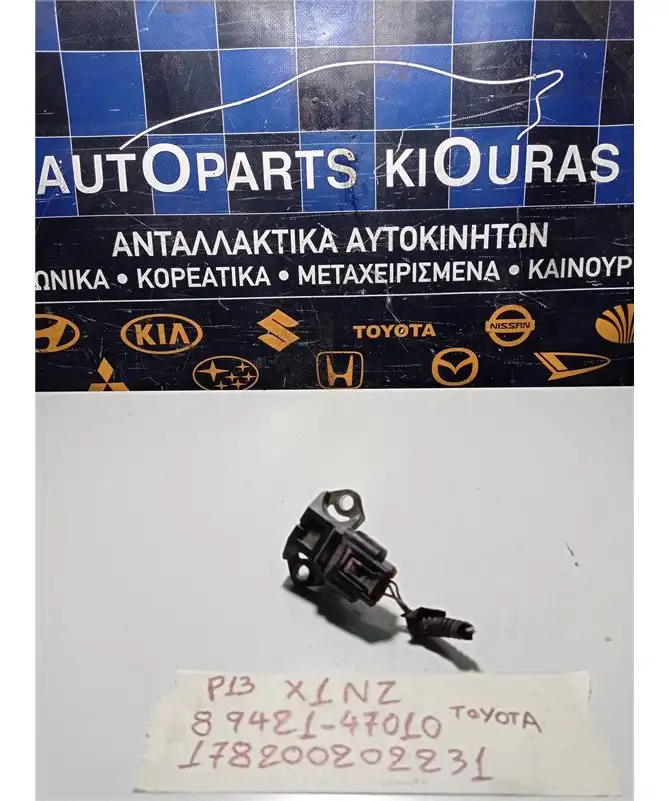 AUTOPARTS KIOURAS
ΑΝΤΑΛΛΑΚΤΙΚΑ ΑΥΤΟΚΙΝΗΤΩΝ
ΩΝΙΚΑ • ΚΟΡΕΑΤΙΚΑ • ΜΕΤΑΧΕΙΡΙΣΜΕΝΑ • ΚΑΙΝΟΥΡ
KIA TOYOTA NISSAN
P13 X1NZ
89421-47010 TOYOTA
178200202231